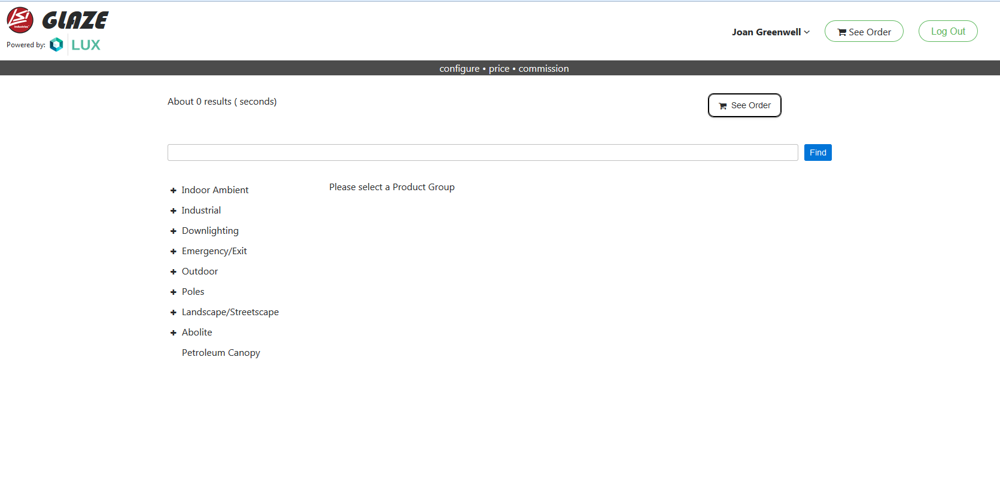 LSI
Industries
GLAZE
Powered by: LUX
Joan Greenwell
See Order
Log Out
configure • price • commission
About 0 results ( seconds)
See Order
Find
Indoor Ambient
Please select a Product Group
Industrial
Downlighting
Emergency/Exit
Outdoor
Poles
Landscape/Streetscape
Abolite
Petroleum Canopy